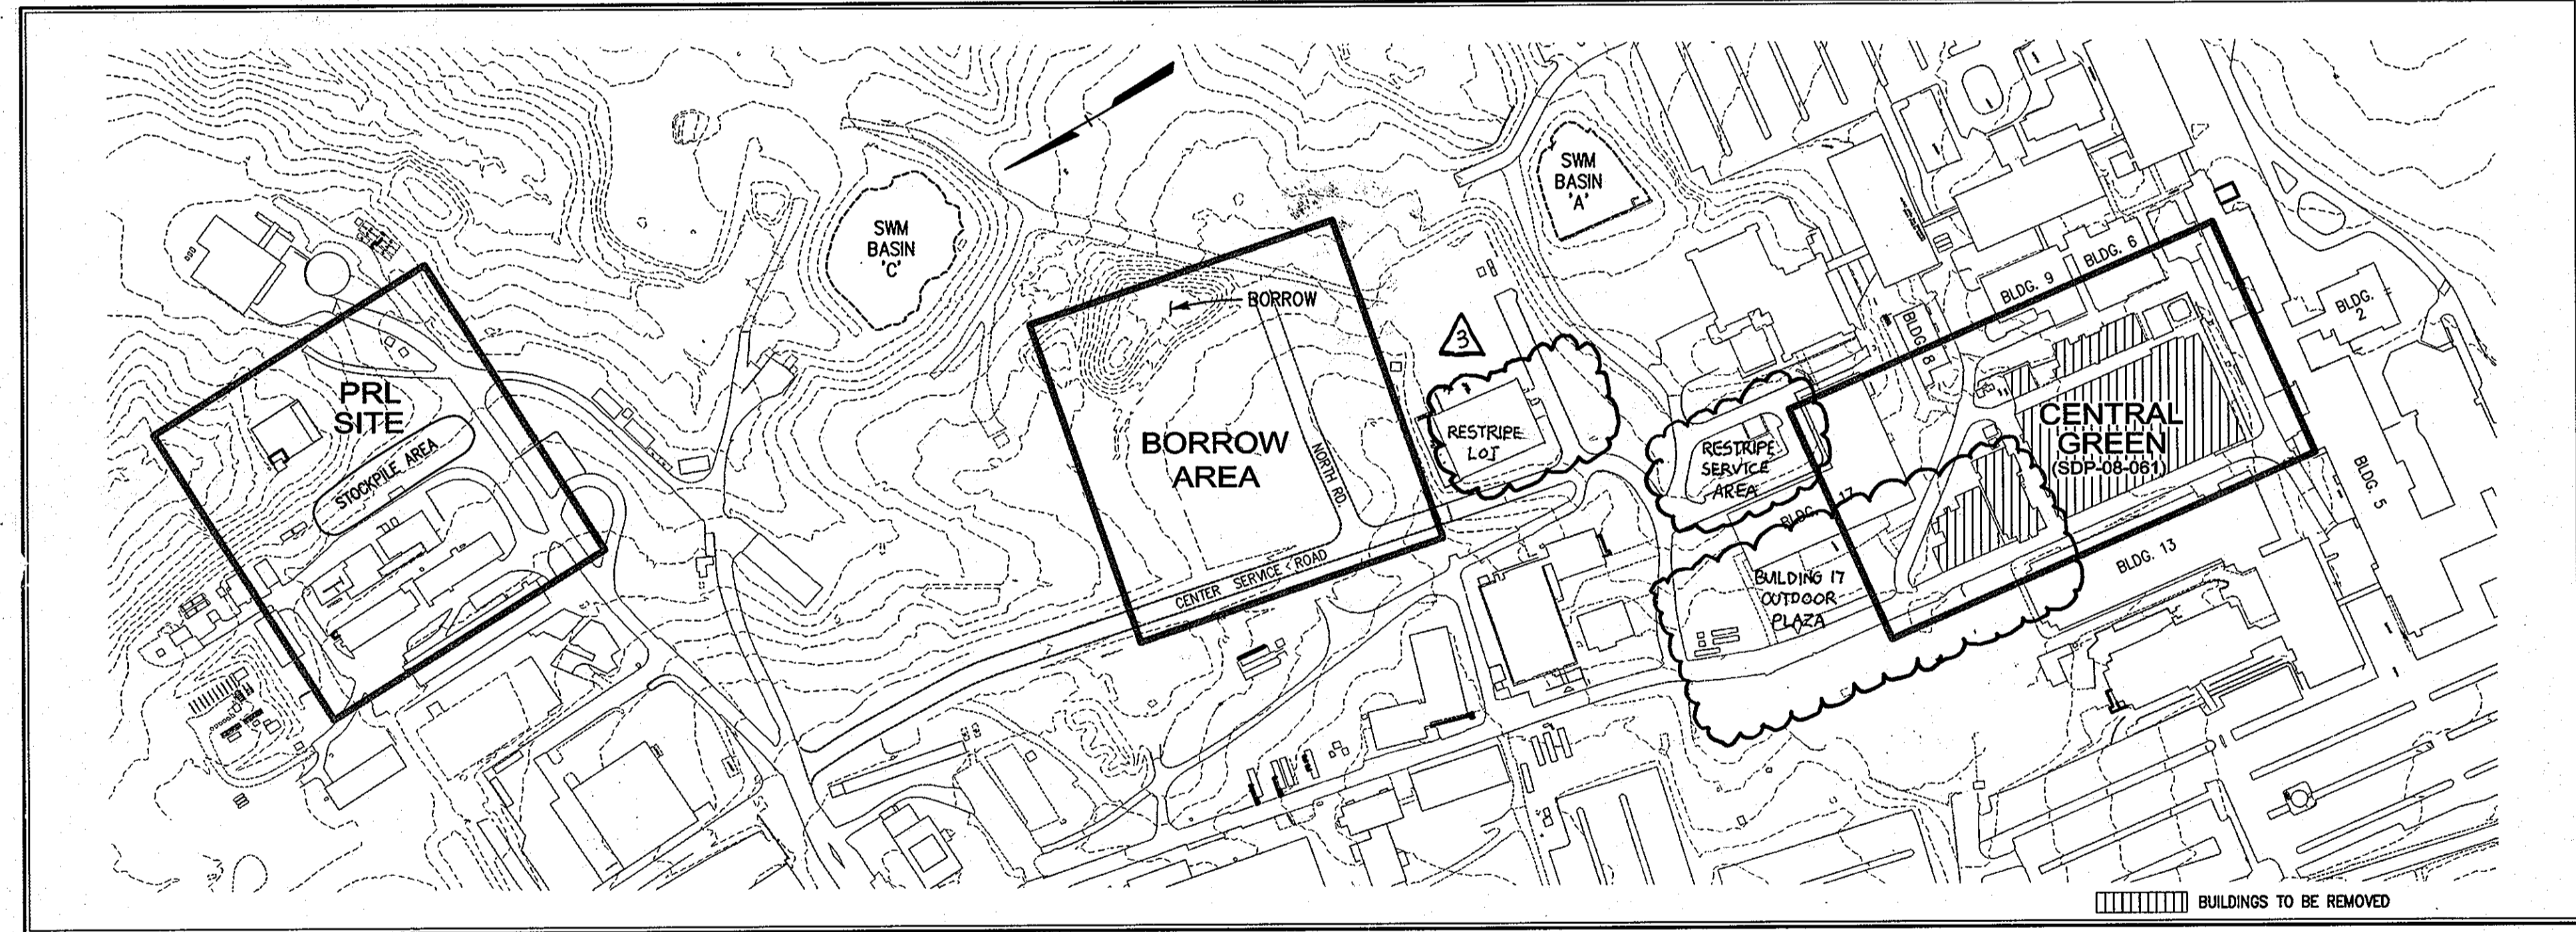 SWM
BASIN
'C'
SWM
BASIN
'A'
PRL
SITE
STOCKPILE AREA
BORROW
BORROW
AREA
NORTH RD
CENTER SERVICE ROAD
3
RESTRIPE
LOT
RESTRIPE
SERVICE
AREA
BLDG. 17
BUILDING 17
OUTDOOR
PLAZA
BLDG. 8
BLDG. 9
BLDG. 6
BLDG.
2
CENTRAL
GREEN
(SDP-08-061)
BLDG. 5
BLDG. 13
BUILDINGS TO BE REMOVED